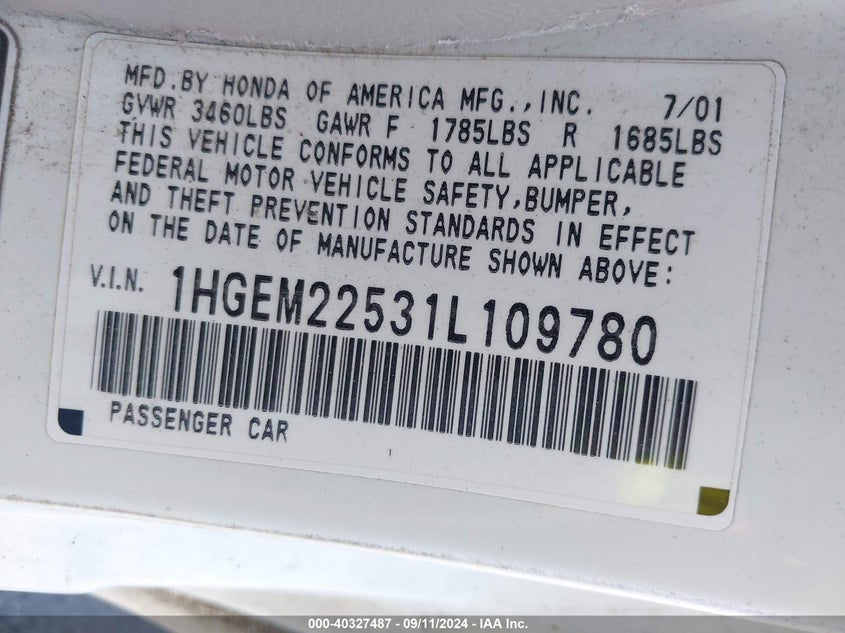 MFD.BY HONDA OF AMERICA MFG.,INC. 7/01
GVWR 3460LBS GAWR F 1785LBS R 1685LBS
THIS VEHICLE CONFORMS TO ALL APPLICABLE
FEDERAL MOTOR VEHICLE SAFETY,BUMPER,
AND THEFT PREVENTION STANDARDS IN EFFECT
ON THE DATE OF MANUFACTURE SHOWN ABOVE:
V.I.N. 1HGEM22531L109780
PASSENGER CAR
000-40327487 - 09/11/2024 - IAA Inc.